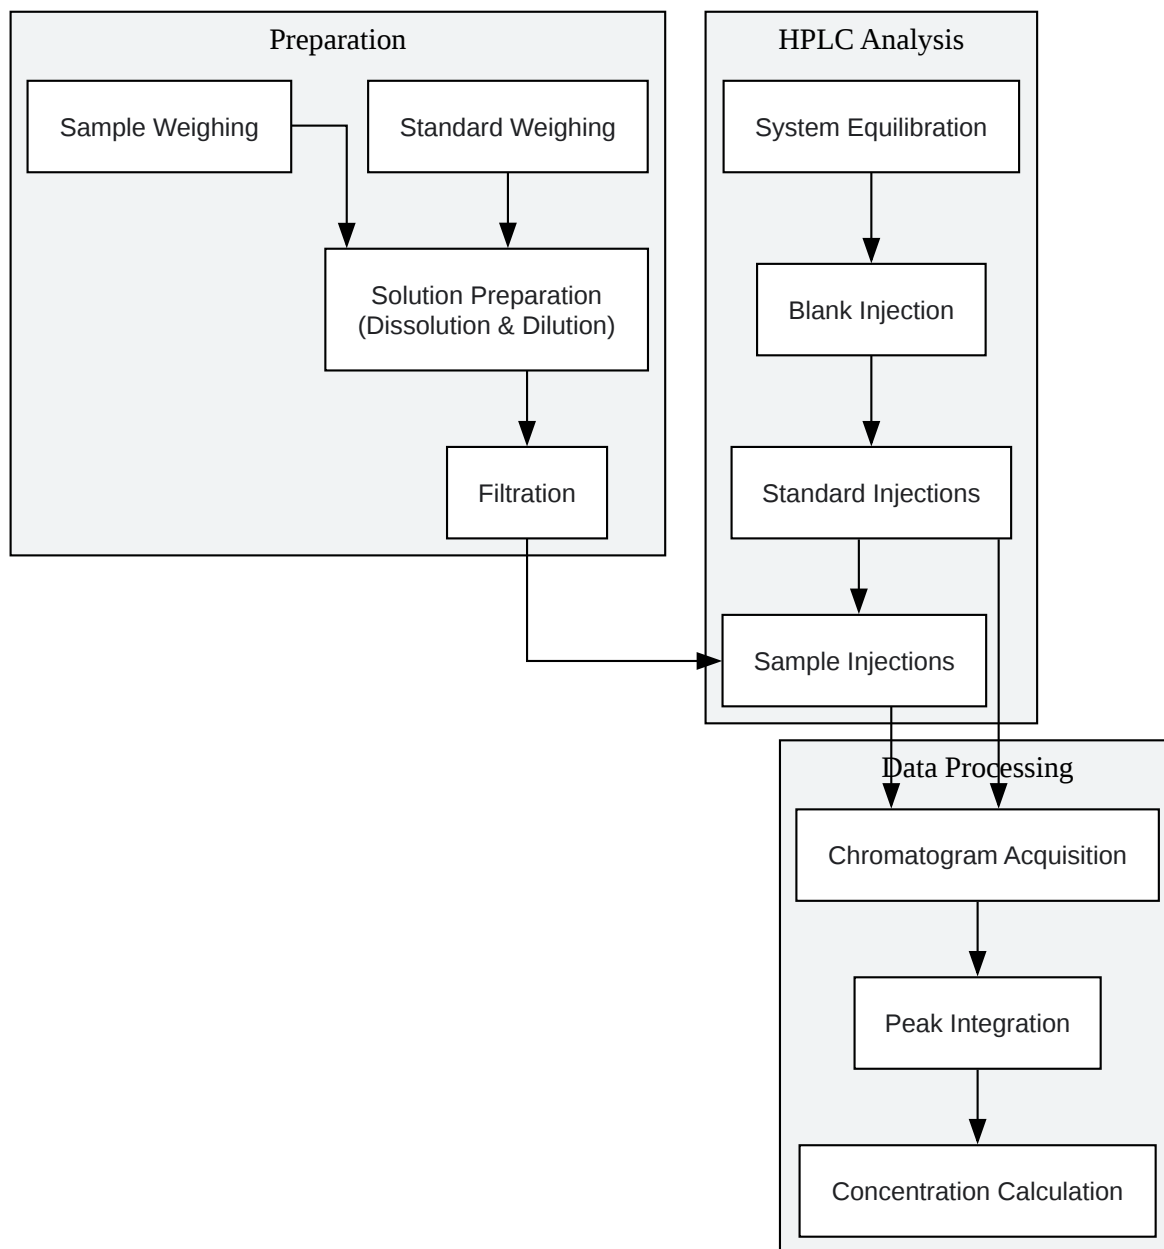 Preparation
Sample Weighing
Standard Weighing
Solution Preparation
(Dissolution & Dilution)
Filtration
HPLC Analysis
System Equilibration
Blank Injection
Standard Injections
Sample Injections
Data Processing
Chromatogram Acquisition
Peak Integration
Concentration Calculation